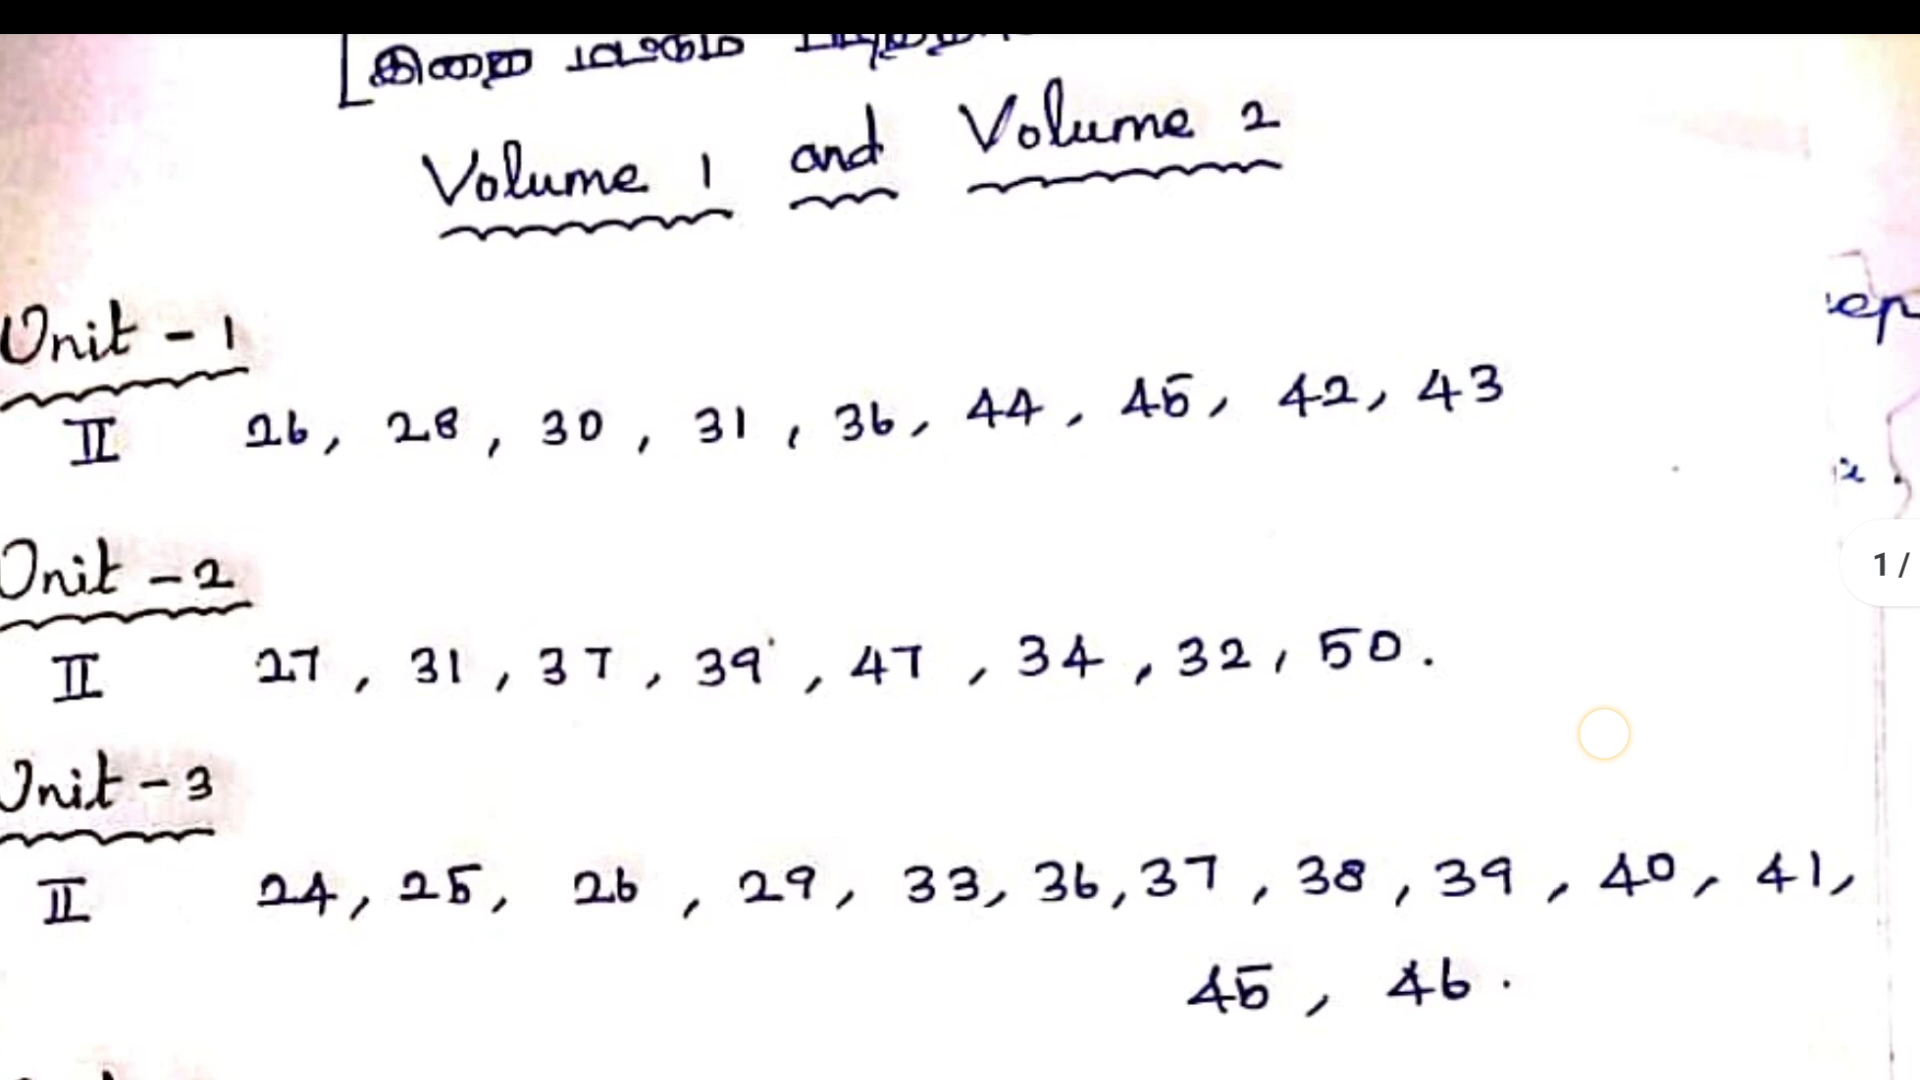 இதை மட்டும்
Volume 1 and Volume 2
Unit - 1
II 26, 28, 30, 31, 36, 44, 45, 42, 43
Unit - 2
II 27, 31, 37, 39, 47, 34, 32, 50.
1 /
Unit - 3
II 24, 25, 26, 29, 33, 36, 37, 38, 39, 40, 41,
45, 46.